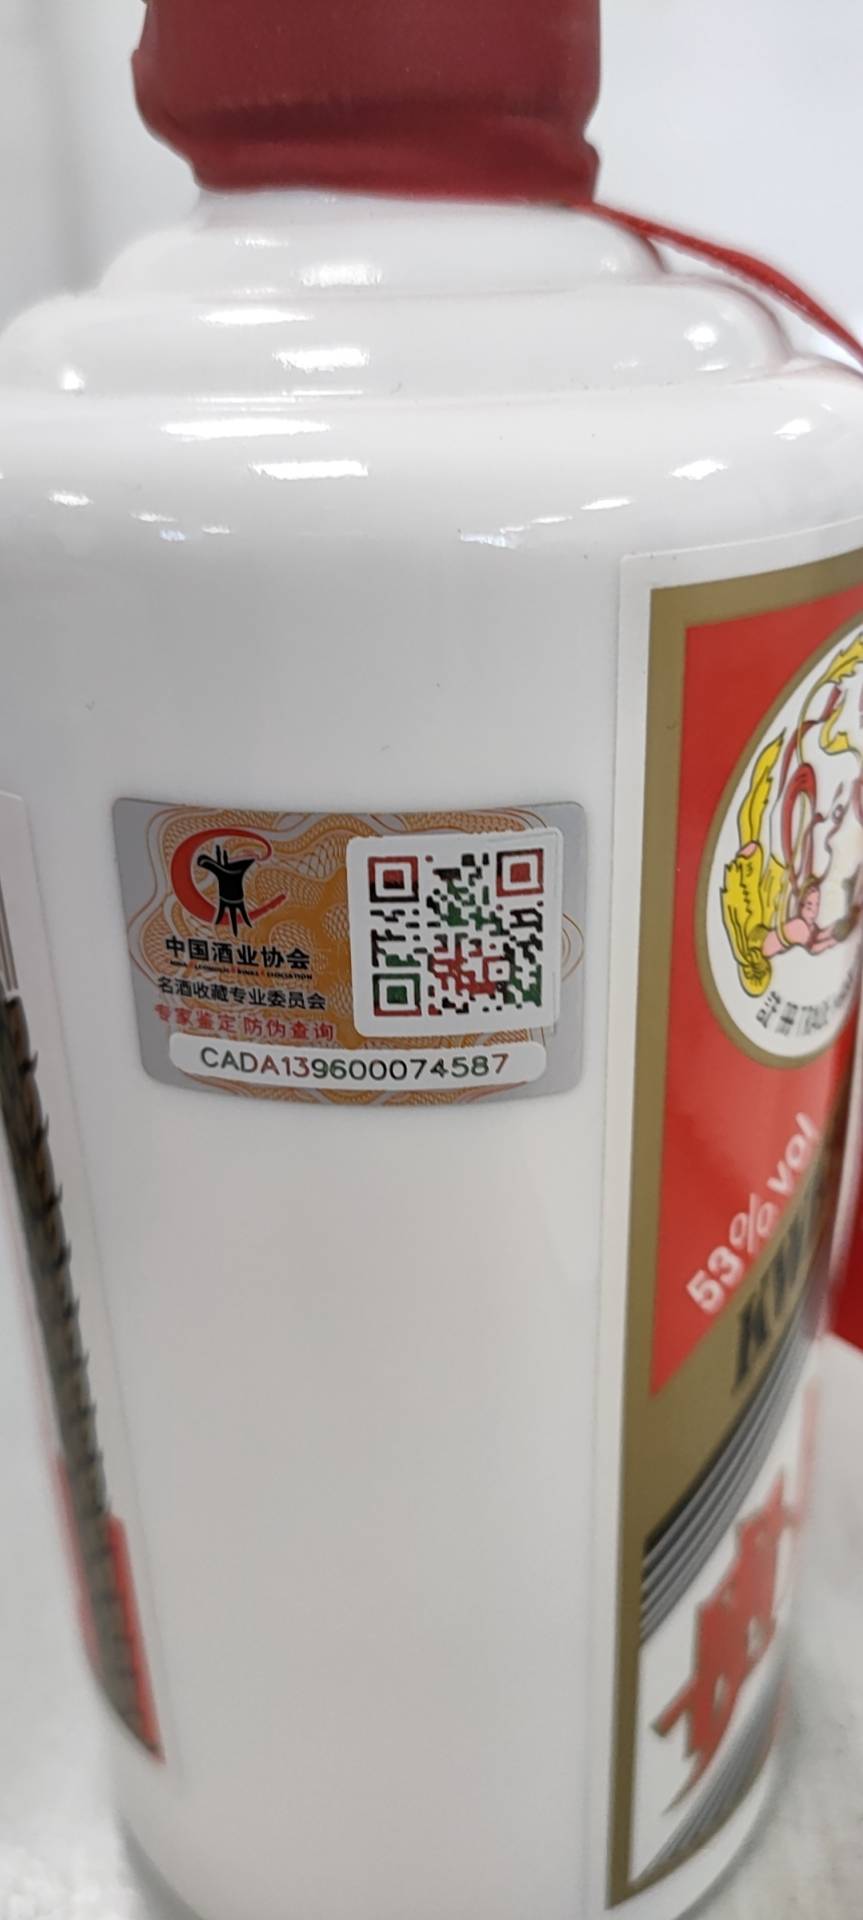 中国酒业协会
名酒收藏专业委员会
专家鉴定 防伪查询
CADA139600074587
53% vol
KW